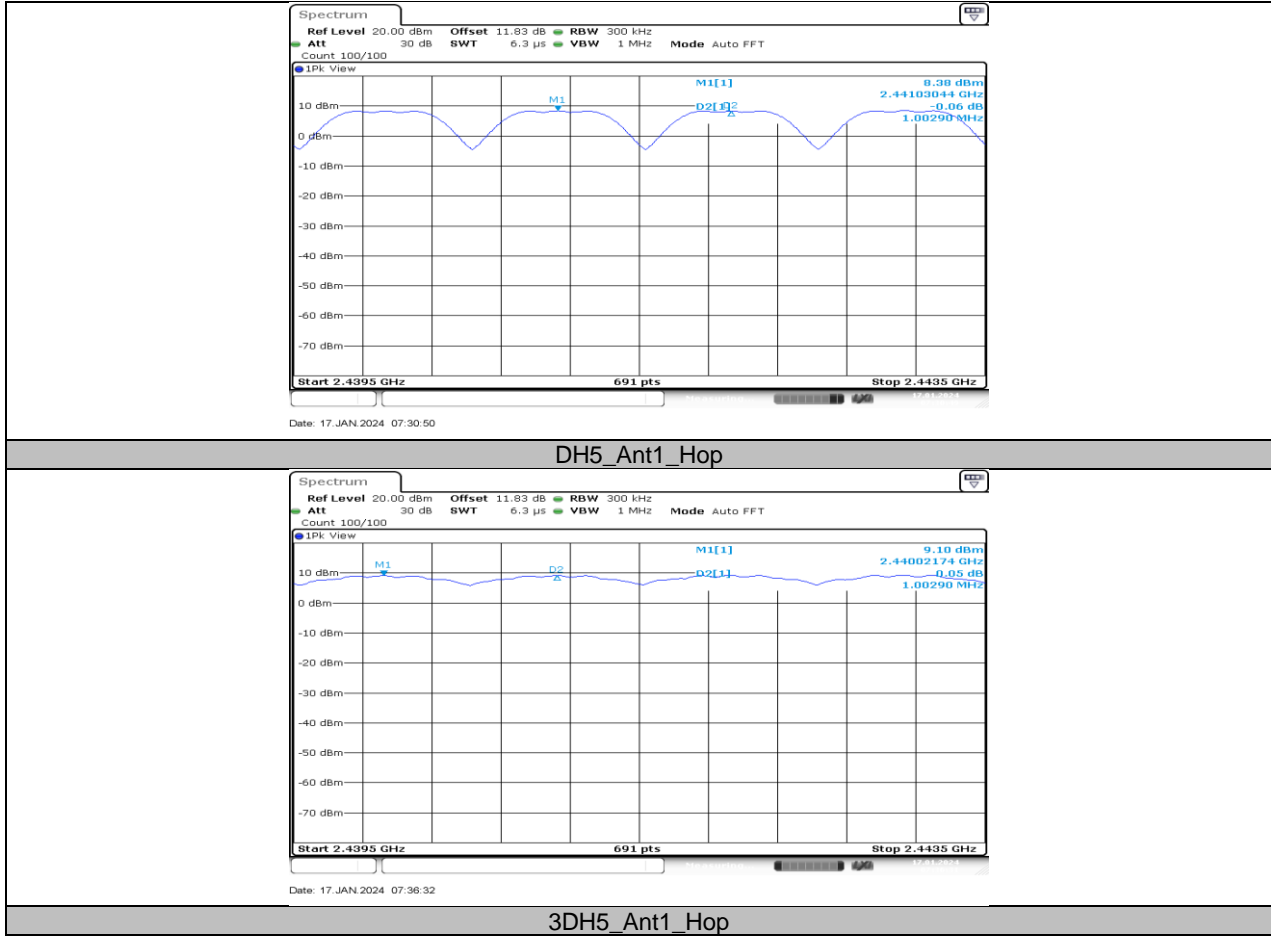 Spectrum
Ref Level 20.00 dBm Offset 11.83 dB RBW 300 kHz
Att 30 dB SWT 6.3 µs VBW 1 MHz Mode Auto FFT
Count 100/100
1Pk View
M1[1] 8.38 dBm
2.44103044 GHz
M1
10 dBm D2[1] D2 -0.06 dB
1.00290 MHz
0 dBm
-10 dBm
-20 dBm
-30 dBm
-40 dBm
-50 dBm
-60 dBm
-70 dBm
Start 2.4395 GHz 691 pts Stop 2.4435 GHz
Date: 17.JAN.2024 07:30:50
DH5_Ant1_Hop
Spectrum
Ref Level 20.00 dBm Offset 11.83 dB RBW 300 kHz
Att 30 dB SWT 6.3 µs VBW 1 MHz Mode Auto FFT
Count 100/100
1Pk View
M1[1] 9.10 dBm
2.44002174 GHz
M1 D2
10 dBm D2[1] 0.05 dB
1.00290 MHz
0 dBm
-10 dBm
-20 dBm
-30 dBm
-40 dBm
-50 dBm
-60 dBm
-70 dBm
Start 2.4395 GHz 691 pts Stop 2.4435 GHz
Date: 17.JAN.2024 07:36:32
3DH5_Ant1_Hop